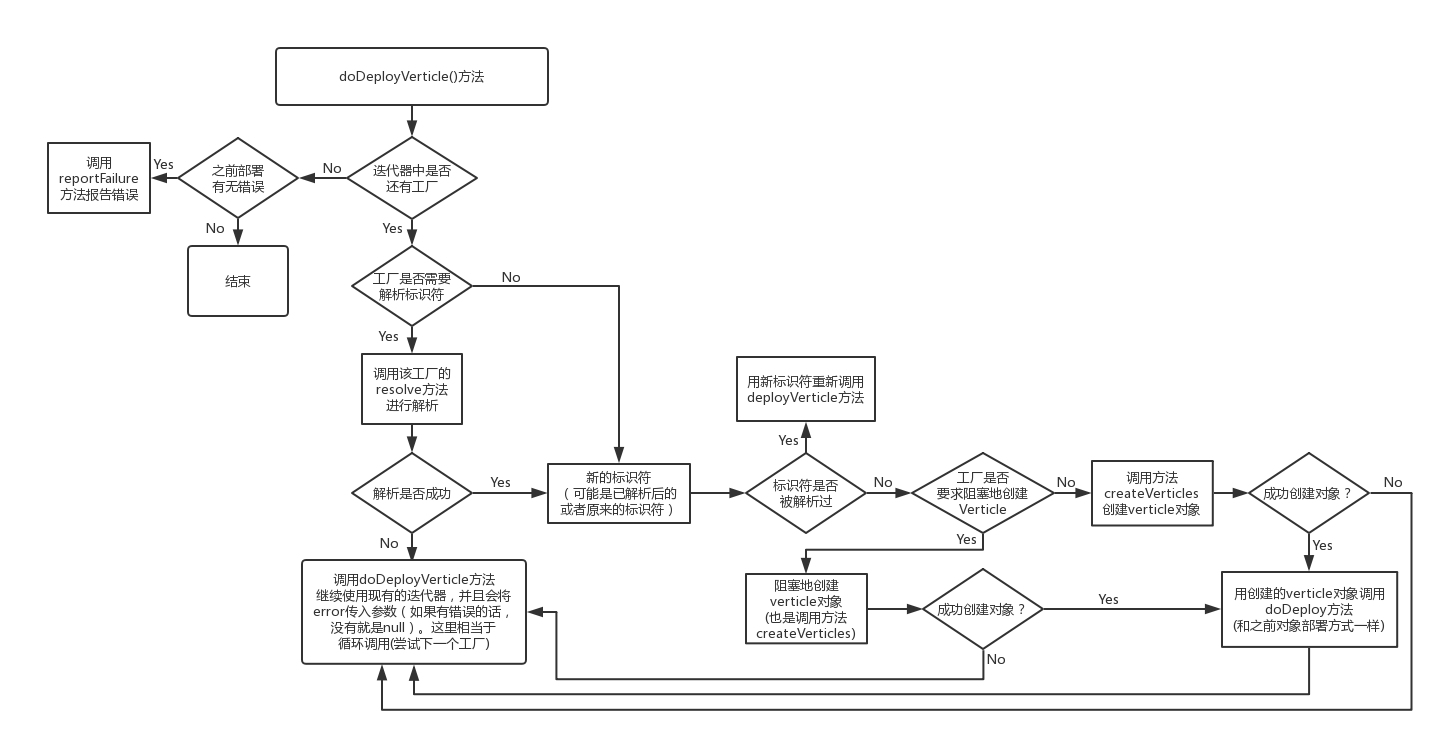 doDeployVerticle()方法
迭代器中是否
还有工厂
No
之前部署
有无错误
Yes
调用
reportFailure
方法报告错误
No
结束
Yes
工厂是否需要
解析标识符
No
Yes
调用该工厂的
resolve方法
进行解析
解析是否成功
Yes
新的标识符
（可能是已解析后的
或者原来的标识符）
标识符是否
被解析过
Yes
用新标识符重新调用
deployVerticle方法
No
工厂是否
要求阻塞地创建
Verticle
No
调用方法
createVerticles
创建verticle对象
成功创建对象？
No
Yes
Yes
阻塞地创建
verticle对象
(也是调用方法
createVerticles)
成功创建对象？
Yes
用创建的verticle对象调用
doDeploy方法
(和之前对象部署方式一样)
No
No
调用doDeployVerticle方法
继续使用现有的迭代器，并且会将
error传入参数（如果有错误的话，
没有就是null）。这里相当于
循环调用(尝试下一个工厂)